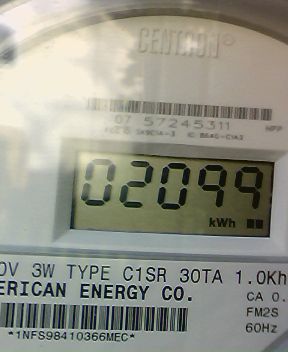 CENTRON®
07 57245311
02099
kWh
0V 3W TYPE C1SR 30TA 1.0Kh
ERICAN ENERGY CO.
CA 0.
FM2S
60Hz
*1NFS98410366MEC*